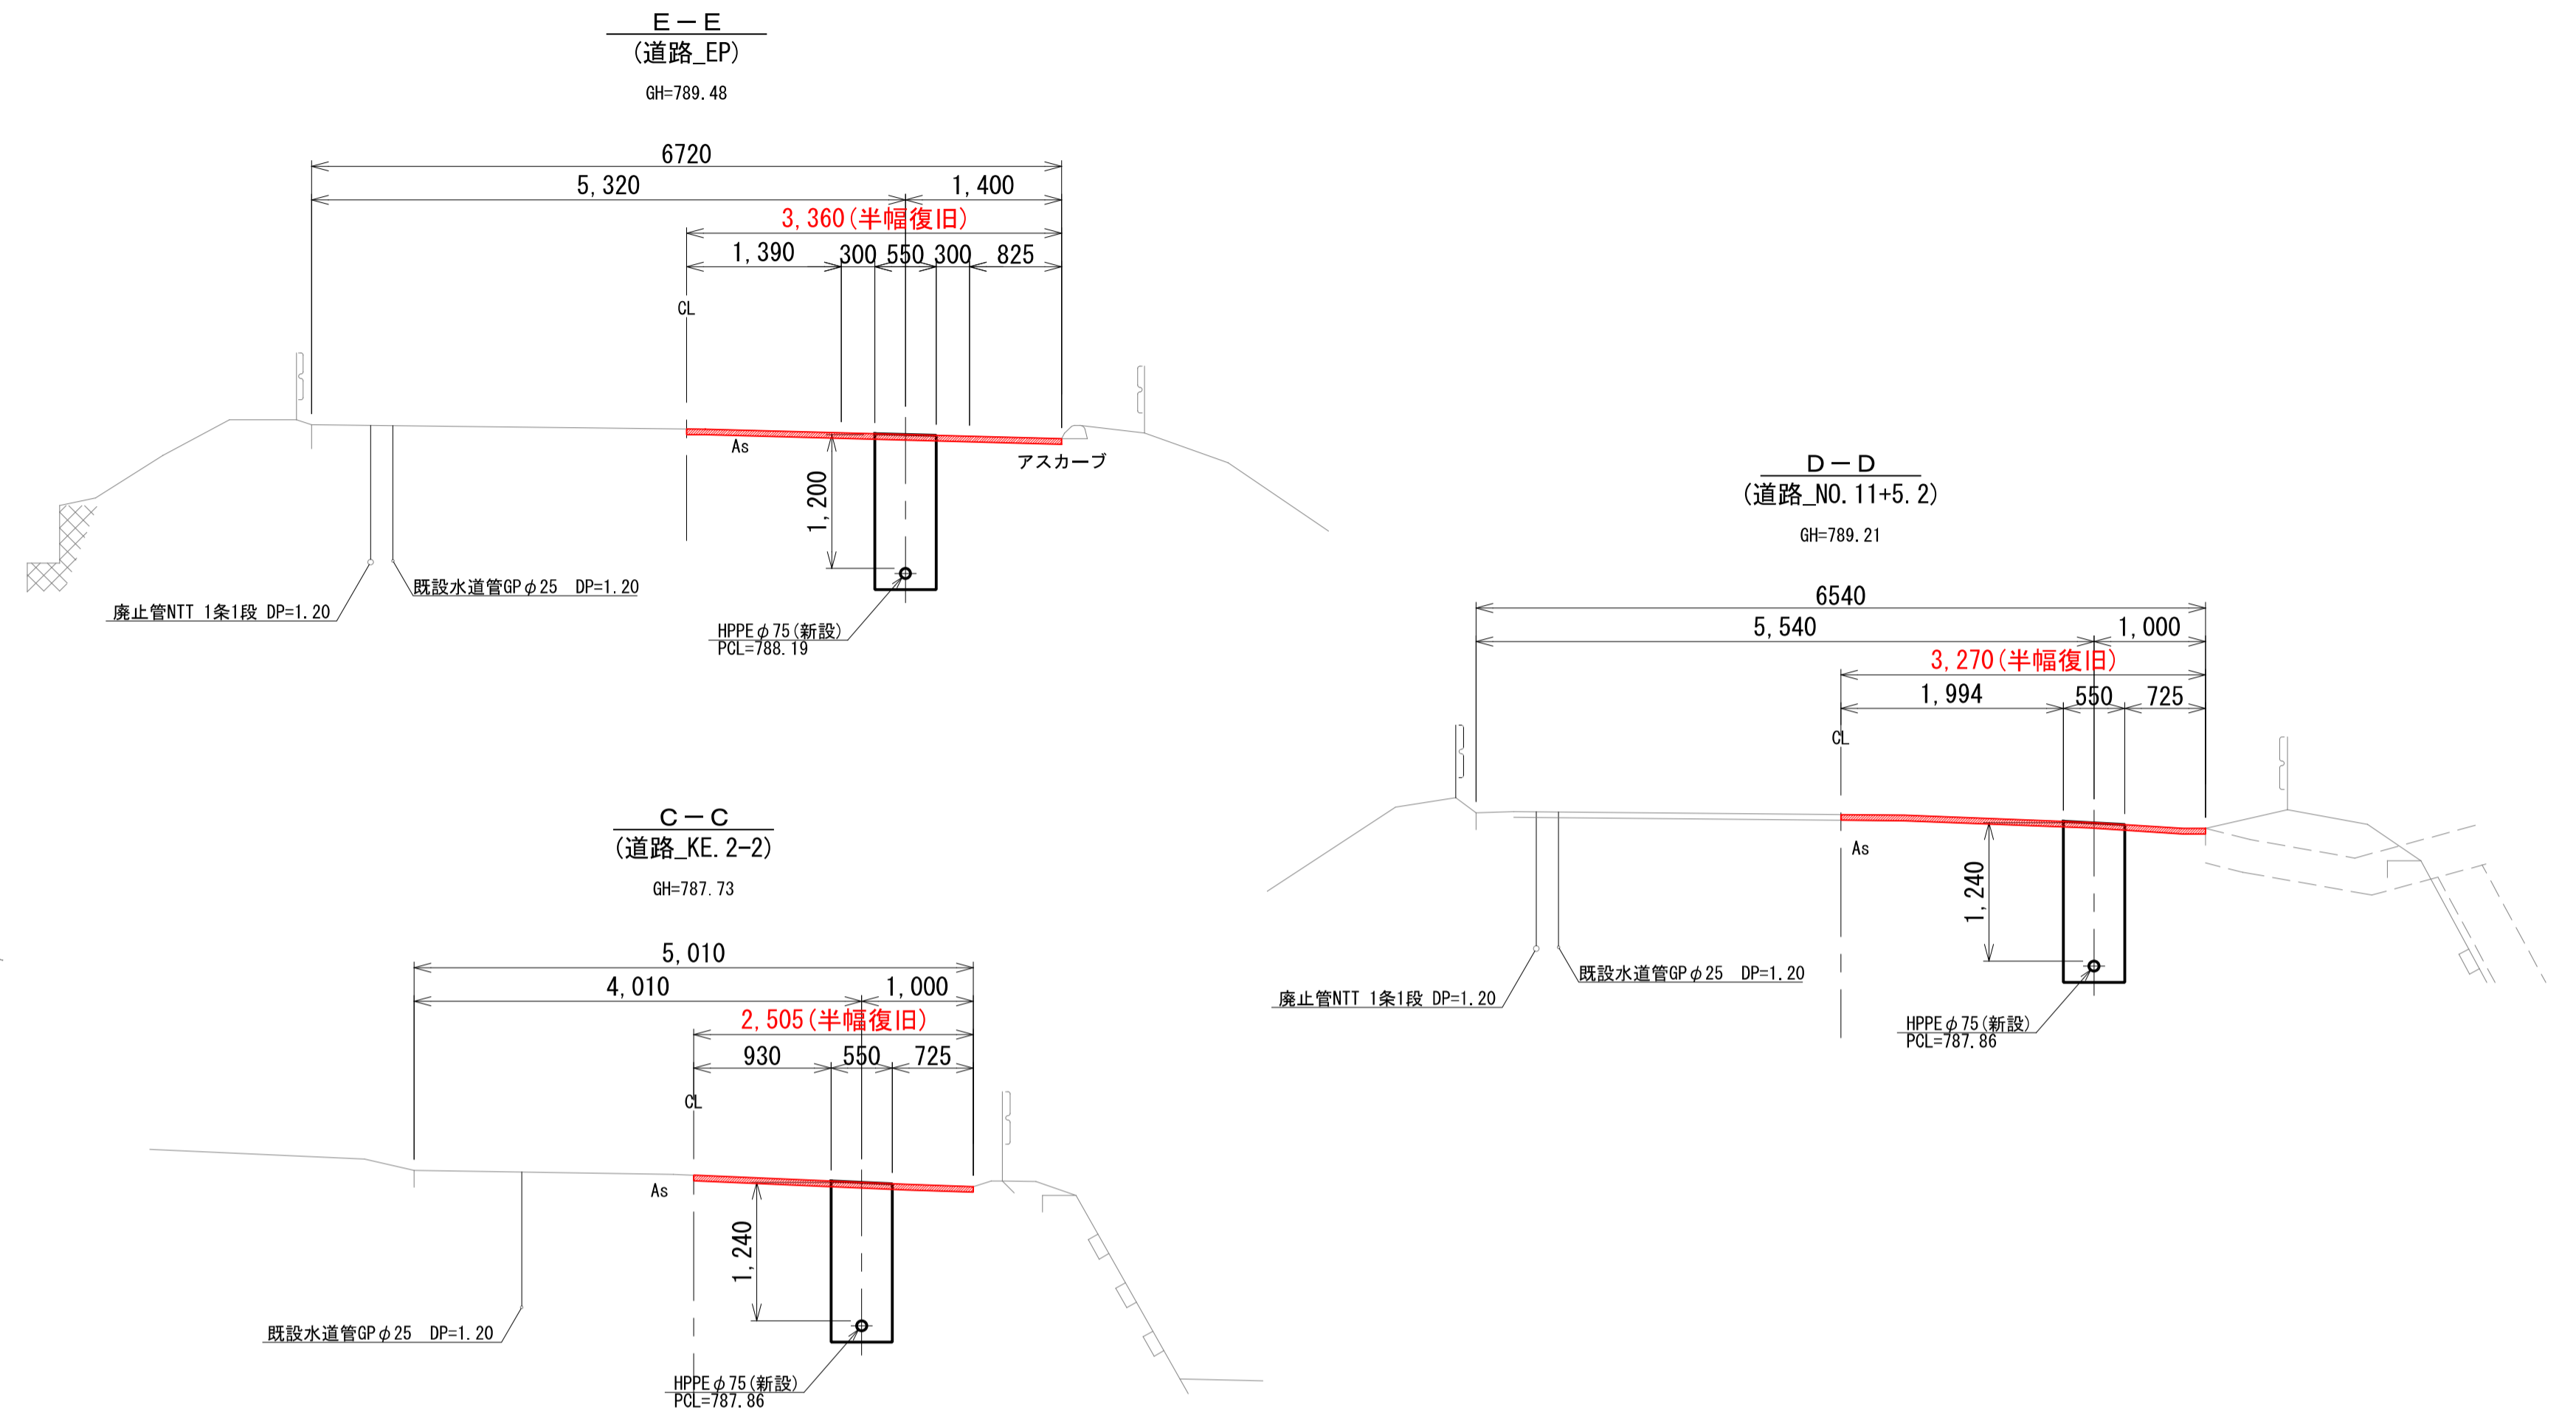 E－E
(道路_EP)
GH=789.48
6720
5,320
1,400
3,360(半幅復旧)
1,390
300
550
300
825
CL
As
アスカーブ
1,200
既設水道管GPφ25 DP=1.20
廃止管NTT 1条1段 DP=1.20
HPPEφ75(新設)
PCL=788.19
D－D
(道路_NO.11+5.2)
GH=789.21
6540
5,540
1,000
3,270(半幅復旧)
1,994
550
725
CL
As
1,240
既設水道管GPφ25 DP=1.20
廃止管NTT 1条1段 DP=1.20
HPPEφ75(新設)
PCL=787.86
C－C
(道路_KE.2-2)
GH=787.73
5,010
4,010
1,000
2,505(半幅復旧)
930
550
725
CL
As
1,240
既設水道管GPφ25 DP=1.20
HPPEφ75(新設)
PCL=787.86